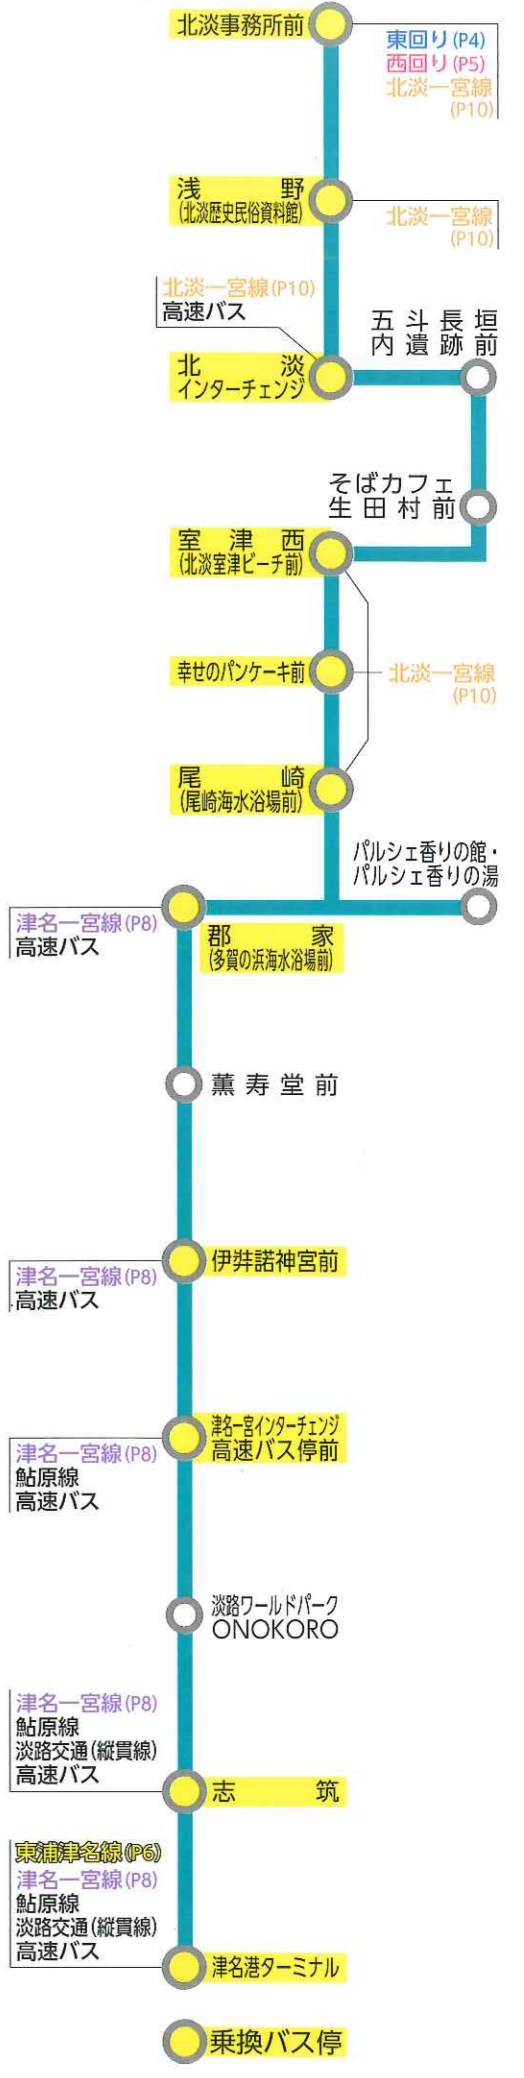 北淡事務所前
東回り(P4)
西回り(P5)
北淡一宮線
(P10)
浅野
(北淡歴史民俗資料館)
北淡一宮線
(P10)
北淡一宮線(P10)
高速バス
北淡
インターチェンジ
五斗長垣
内遺跡前
そばカフェ
生田村前
室津西
(北淡室津ビーチ前)
幸せのパンケーキ前
北淡一宮線
(P10)
尾崎
(尾崎海水浴場前)
パルシェ香りの館・
パルシェ香りの湯
津名一宮線(P8)
高速バス
郡家
(多賀の浜海水浴場前)
薫寿堂前
伊弉諾神宮前
津名一宮線(P8)
高速バス
津名一宮インターチェンジ
高速バス停前
津名一宮線(P8)
鮎原線
高速バス
淡路ワールドパーク
ONOKORO
津名一宮線(P8)
鮎原線
淡路交通(縦貫線)
高速バス
志筑
東浦津名線(P6)
津名一宮線(P8)
鮎原線
淡路交通(縦貫線)
高速バス
津名港ターミナル
乗換バス停